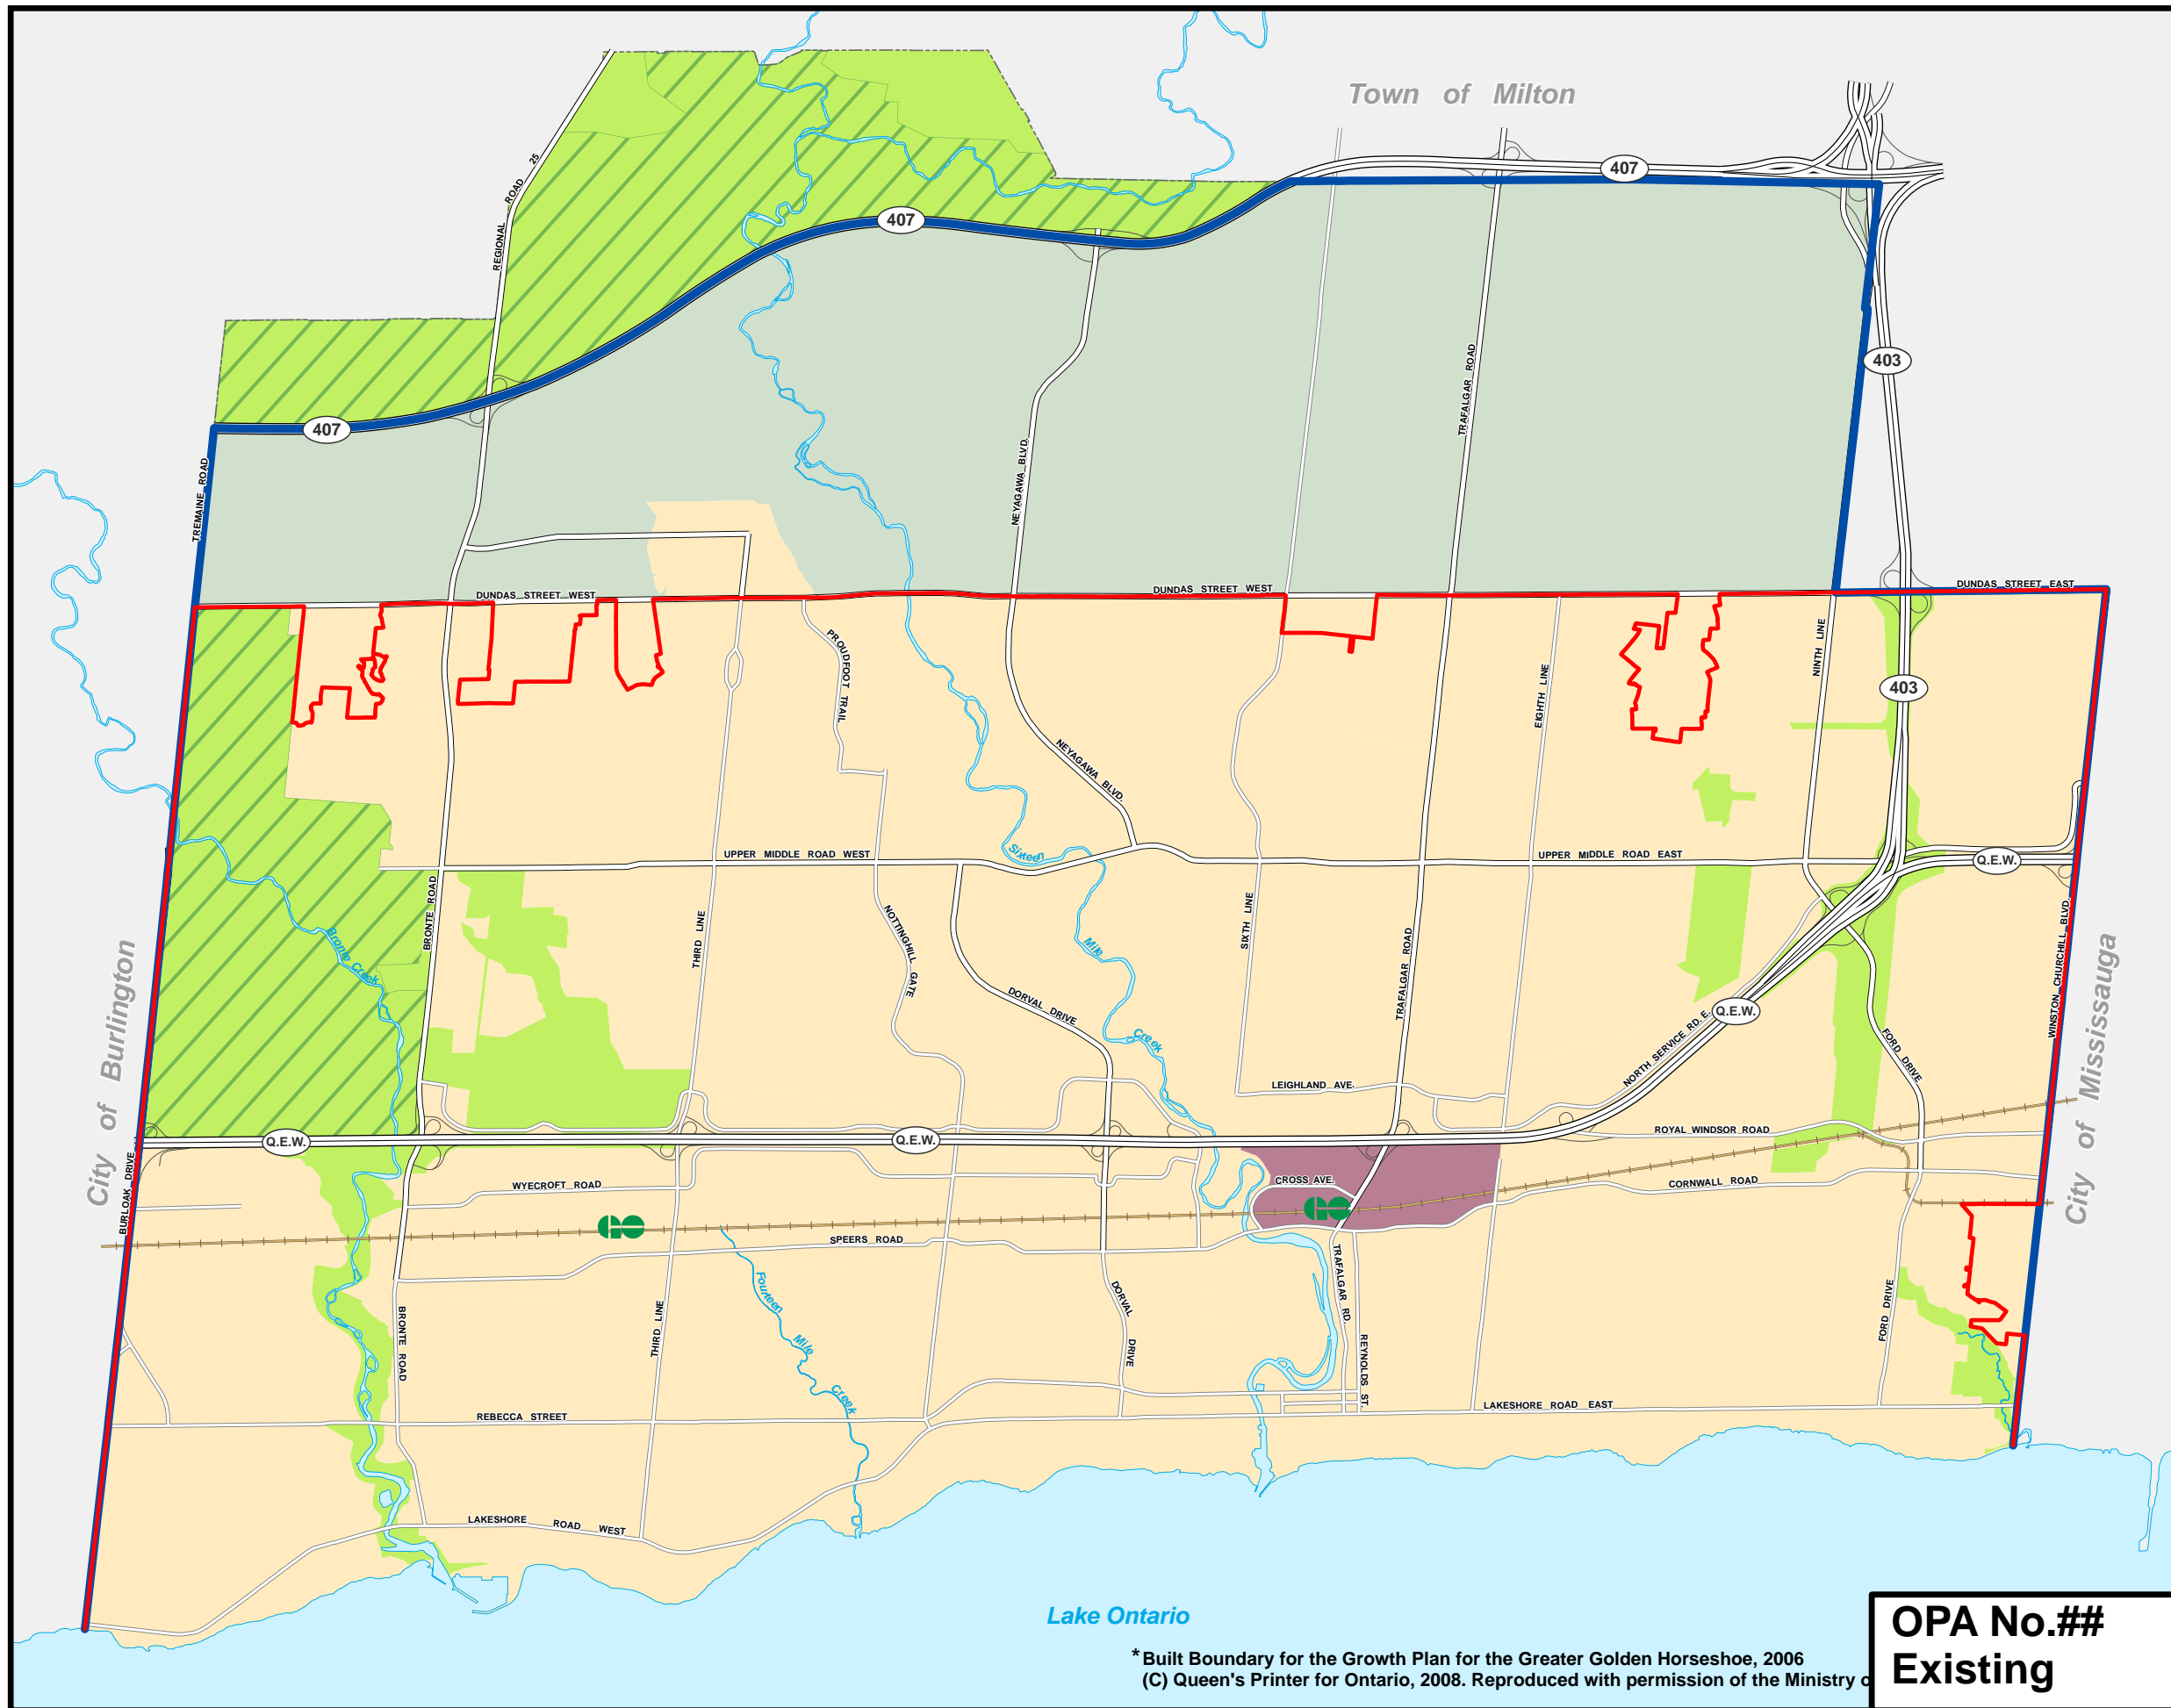 Town of Milton
407
REGIONAL ROAD 25
407
407
403
TREMAINE ROAD
NEYAGAWA BLVD.
TRAFALGAR ROAD
DUNDAS STREET WEST
DUNDAS STREET WEST
DUNDAS STREET EAST
PROUDFOOT TRAIL
NINTH LINE
EIGHTH LINE
403
NEYAGAWA BLVD.
UPPER MIDDLE ROAD WEST
Sixteen
UPPER MIDDLE ROAD EAST
Q.E.W.
BRONTE ROAD
THIRD LINE
NOTTINGHILL GATE
SIXTH LINE
Mile
TRAFALGAR ROAD
WINSTON CHURCHILL BLVD.
Bronte Creek
City of Burlington
City of Mississauga
DORVAL DRIVE
Creek
Q.E.W.
NORTH SERVICE RD. E.
FORD DRIVE
LEIGHLAND AVE.
Q.E.W.
Q.E.W.
ROYAL WINDSOR ROAD
BURLOAK DRIVE
WYECROFT ROAD
CROSS AVE.
CORNWALL ROAD
GO
GO
SPEERS ROAD
Fourteen
Mile
Creek
BRONTE ROAD
THIRD LINE
DORVAL
DRIVE
TRAFALGAR RD.
REYNOLDS ST.
FORD DRIVE
REBECCA STREET
LAKESHORE ROAD EAST
LAKESHORE ROAD WEST
Lake Ontario
*Built Boundary for the Growth Plan for the Greater Golden Horseshoe, 2006
(C) Queen's Printer for Ontario, 2008. Reproduced with permission of the Ministry
OPA No.##
Existing